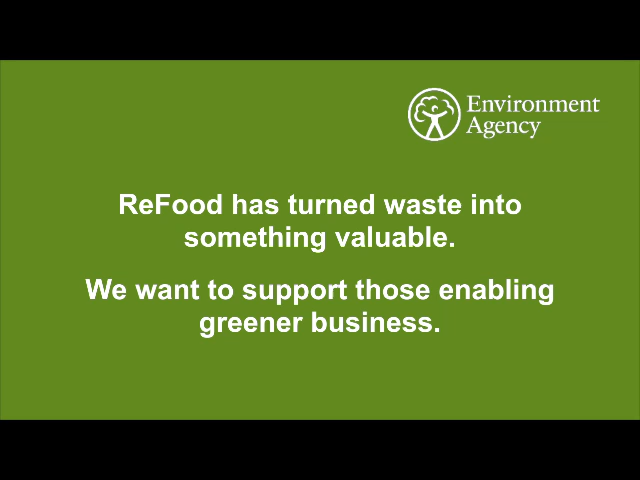 Environment
Agency
ReFood has turned waste into
something valuable.
We want to support those enabling
greener business.